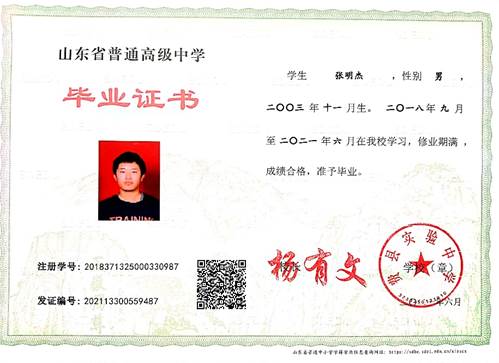 山东省普通高级中学
毕业证书
学生 张明杰 ，性别 男 ，
二〇〇三 年 十一 月生。二〇一八年 九 月
至 二〇二一 年 六 月在我校学习，修业期满 ，
成绩合格，准予毕业。
TRAINING
注册学号：2018371325000330987
发证编号：202113300559487
校长
杨有文
学校（章）
县实验中学
年六月
山东省普通中小学学籍信息查询网址：